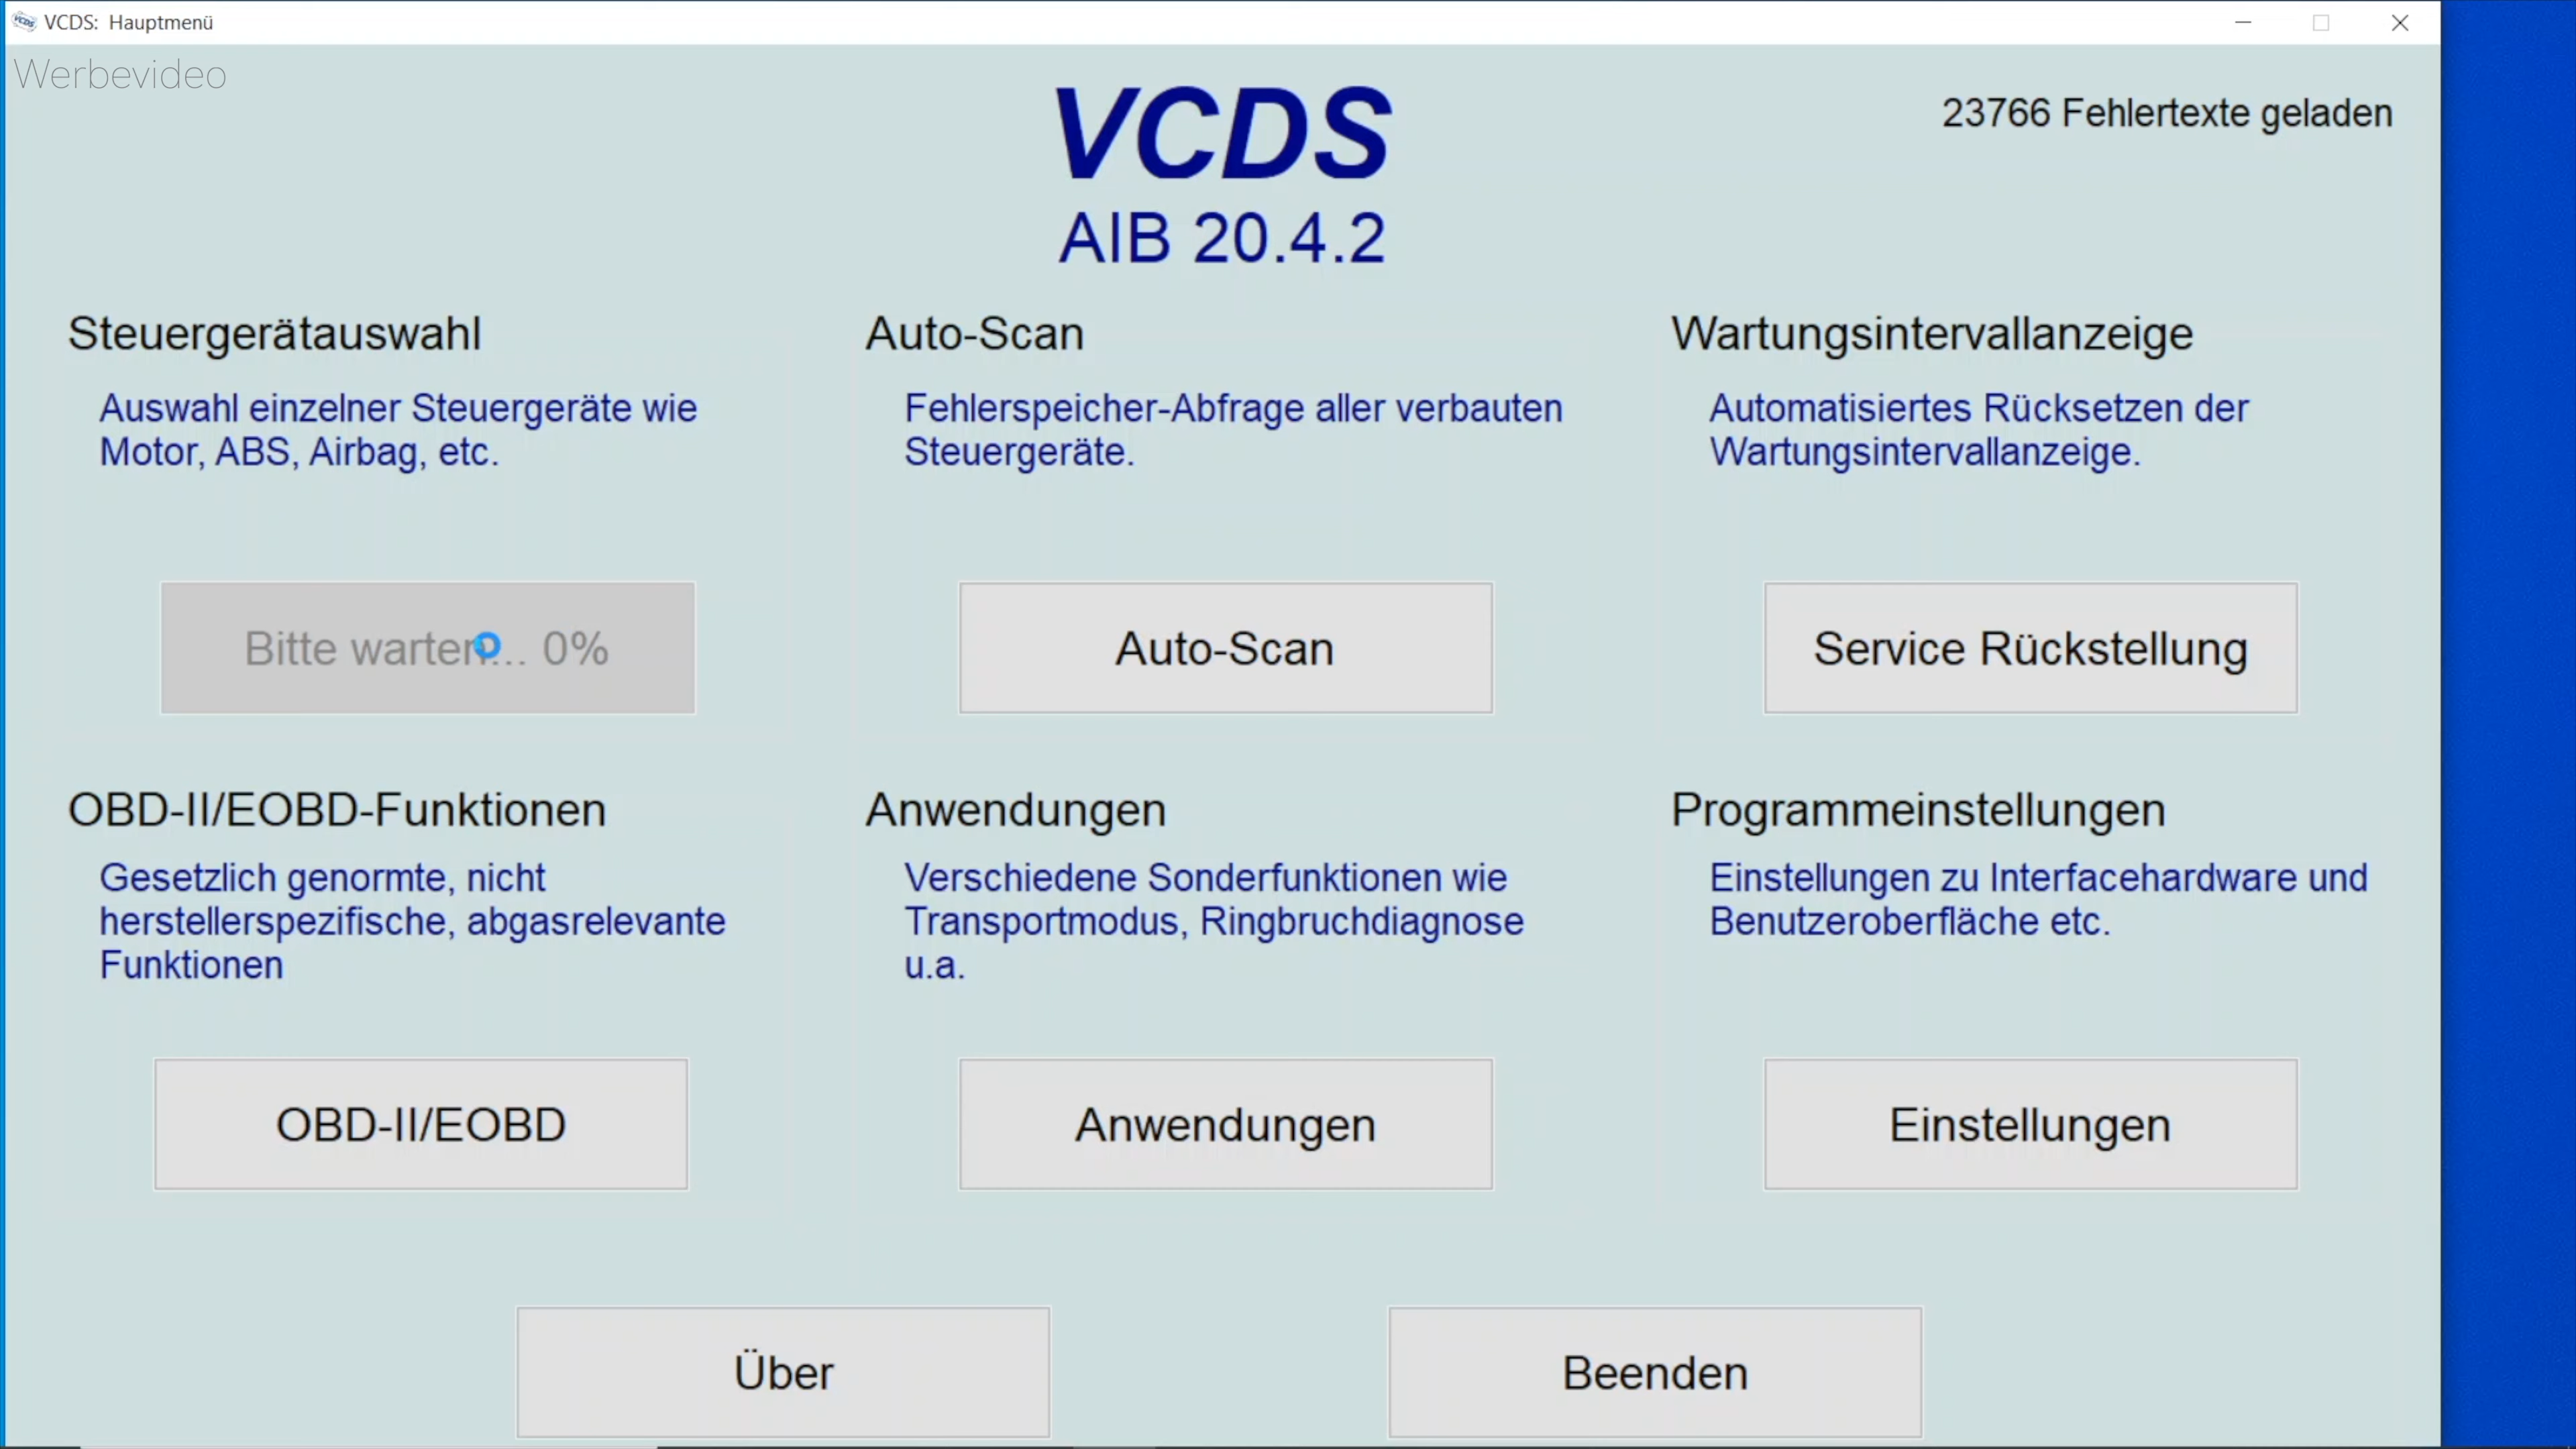 VCDS: Hauptmenü
Werbevideo
VCDS
23766 Fehlertexte geladen
AIB 20.4.2
Steuergerätauswahl
Auswahl einzelner Steuergeräte wie
Motor, ABS, Airbag, etc.
Bitte warten... 0%
Auto-Scan
Fehlerspeicher-Abfrage aller verbauten
Steuergeräte.
Auto-Scan
Wartungsintervallanzeige
Automatisiertes Rücksetzen der
Wartungsintervallanzeige.
Service Rückstellung
OBD-II/EOBD-Funktionen
Gesetzlich genormte, nicht
herstellerspezifische, abgasrelevante
Funktionen
OBD-II/EOBD
Anwendungen
Verschiedene Sonderfunktionen wie
Transportmodus, Ringbruchdiagnose
u.a.
Anwendungen
Programmeinstellungen
Einstellungen zu Interfacehardware und
Benutzeroberfläche etc.
Einstellungen
Über
Beenden